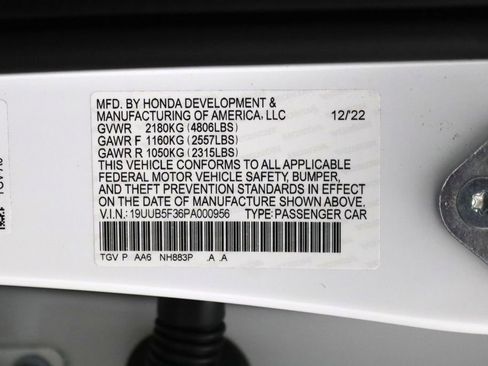 MFD. BY HONDA DEVELOPMENT &
MANUFACTURING OF AMERICA, LLC 12/22
GVWR 2180KG (4806LBS)
GAWR F 1160KG (2557LBS)
GAWR R 1050KG (2315LBS)
THIS VEHICLE CONFORMS TO ALL APPLICABLE
FEDERAL MOTOR VEHICLE SAFETY, BUMPER,
AND THEFT PREVENTION STANDARDS IN EFFECT
ON THE DATE OF MANUFACTURE SHOWN ABOVE.
V.I.N.: 19UUB5F36PA000956 TYPE:PASSENGER CAR
TGV P AA6 NH883P .A .A